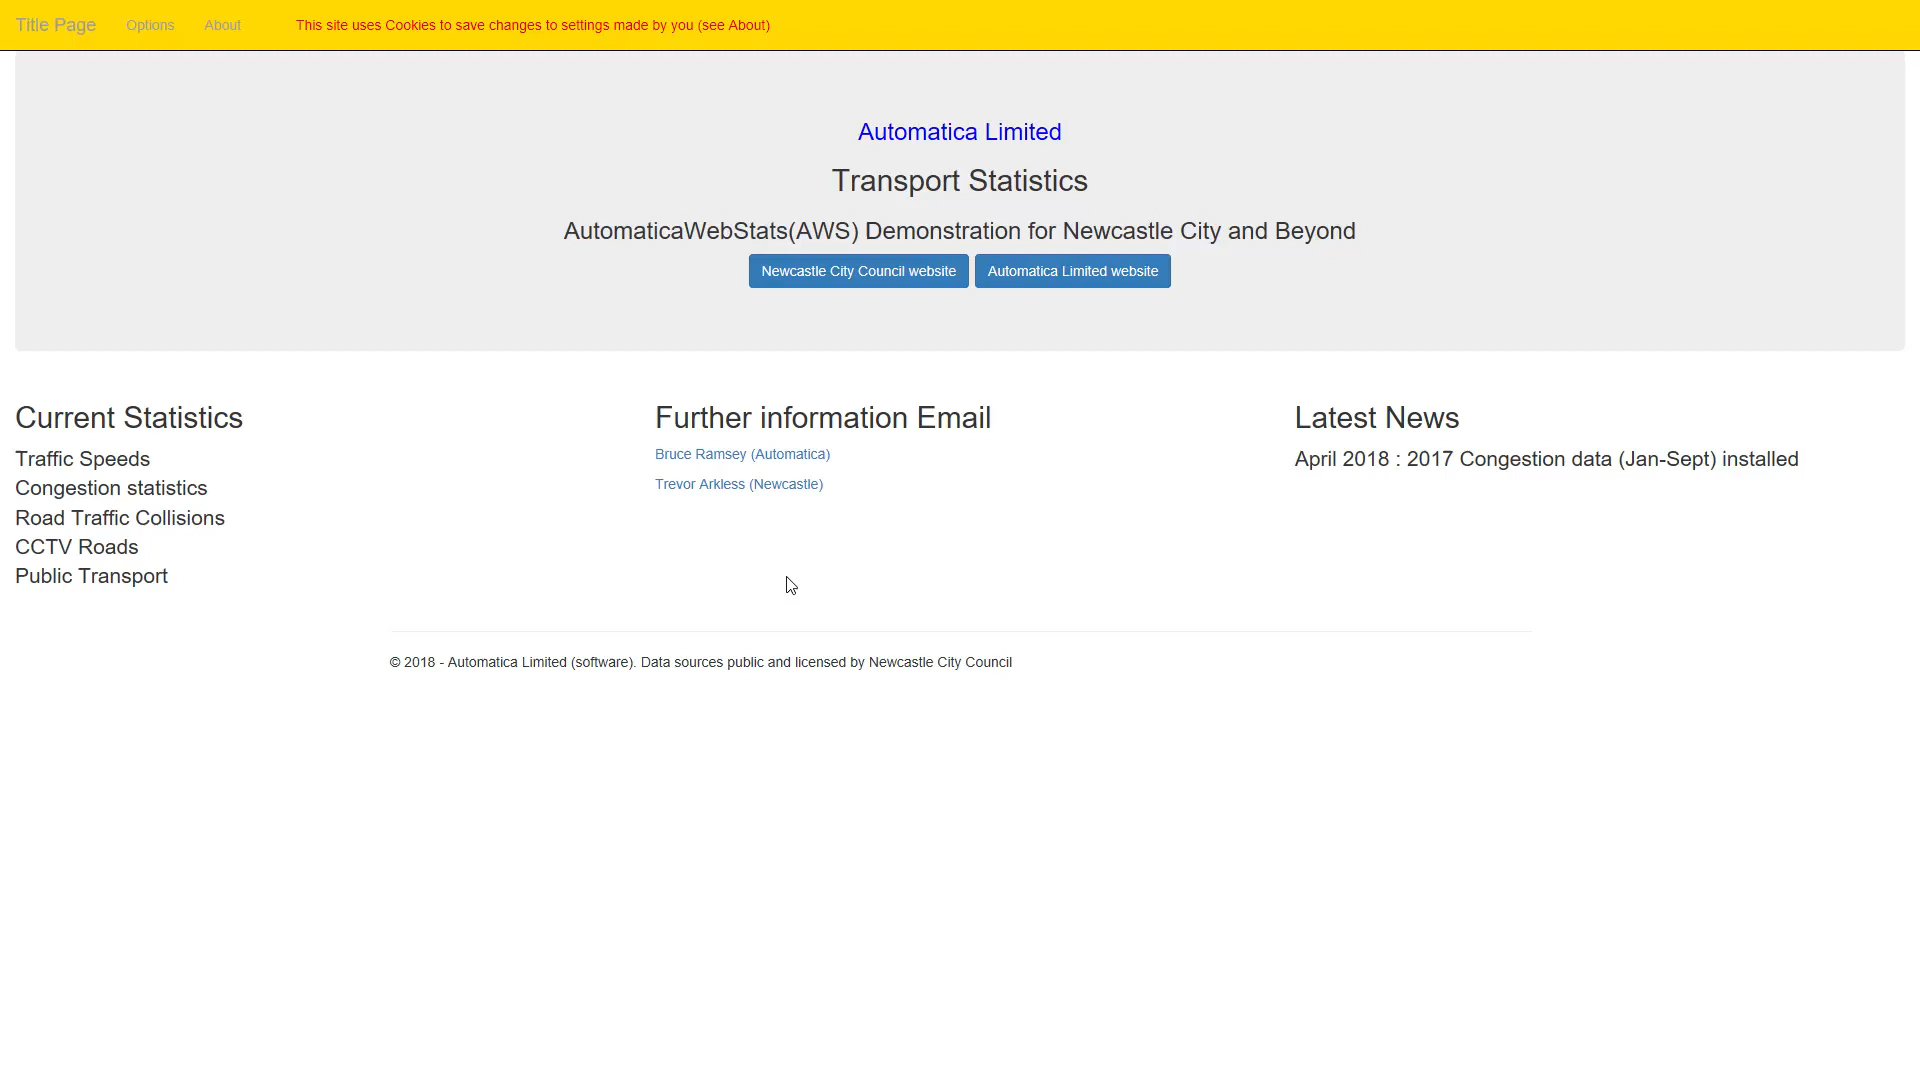 Title Page Options About This site uses Cookies to save changes to settings made by you (see About)
Automatica Limited
Transport Statistics
AutomaticaWebStats(AWS) Demonstration for Newcastle City and Beyond
Newcastle City Council website Automatica Limited website
Current Statistics
Traffic Speeds
Congestion statistics
Road Traffic Collisions
CCTV Roads
Public Transport
Further information Email
Bruce Ramsey (Automatica)
Trevor Arkless (Newcastle)
Latest News
April 2018 : 2017 Congestion data (Jan-Sept) installed
© 2018 - Automatica Limited (software). Data sources public and licensed by Newcastle City Council